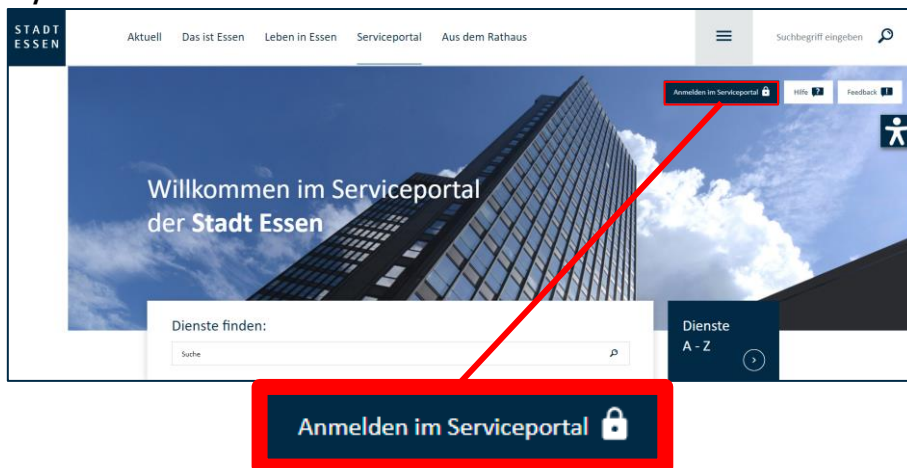 STADT
ESSEN
Aktuell Das ist Essen Leben in Essen Serviceportal Aus dem Rathaus
Suchbegriff eingeben
Anmelden im Serviceportal
Hilfe ?
Feedback !
Willkommen im Serviceportal
der Stadt Essen
Dienste finden:
Suche
Dienste
A - Z
Anmelden im Serviceportal